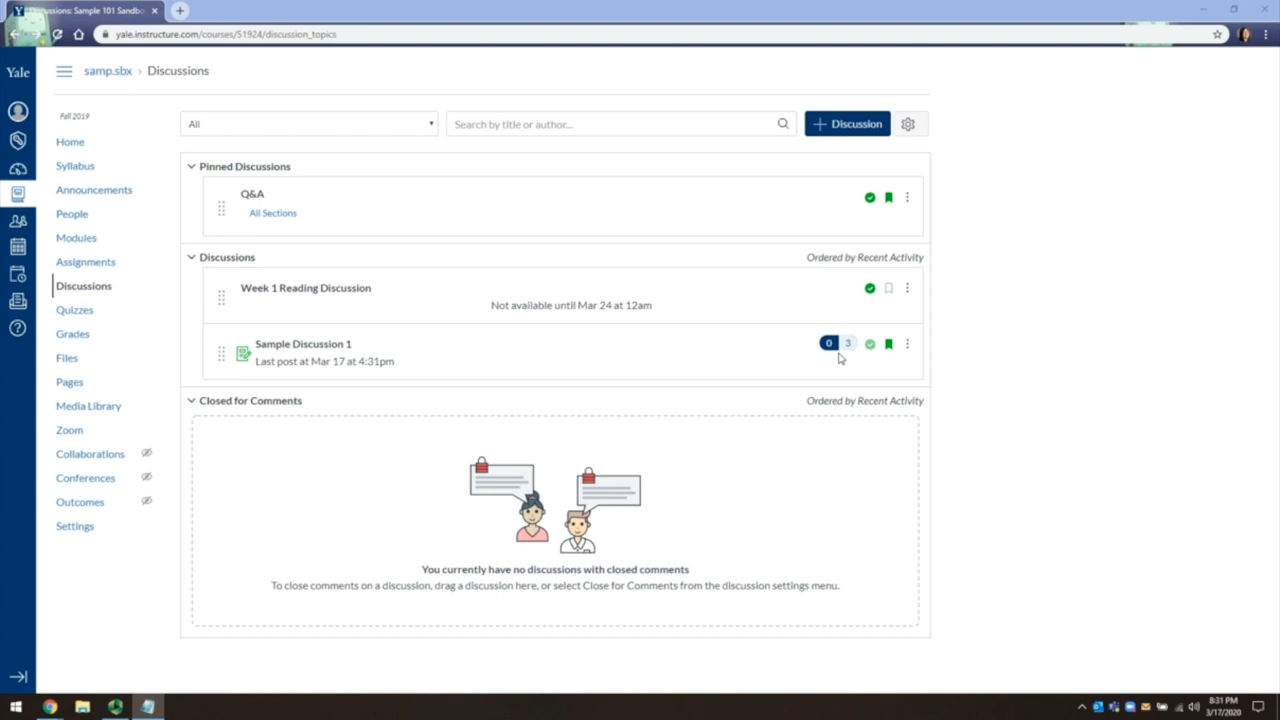 Discussions: Sample 101 Sandb
yale.instructure.com/courses/51924/discussion_topics
Yale
samp.sbx › Discussions
Fall 2019
Home
Syllabus
Announcements
People
Modules
Assignments
Discussions
Quizzes
Grades
Files
Pages
Media Library
Zoom
Collaborations
Conferences
Outcomes
Settings
All
Search by title or author...
+ Discussion
Pinned Discussions
Q&A
All Sections
Discussions
Ordered by Recent Activity
Week 1 Reading Discussion
Not available until Mar 24 at 12am
Sample Discussion 1
0 3
Last post at Mar 17 at 4:31pm
Closed for Comments
Ordered by Recent Activity
You currently have no discussions with closed comments
To close comments on a discussion, drag a discussion here, or select Close for Comments from the discussion settings menu.
8:31 PM
3/17/2020